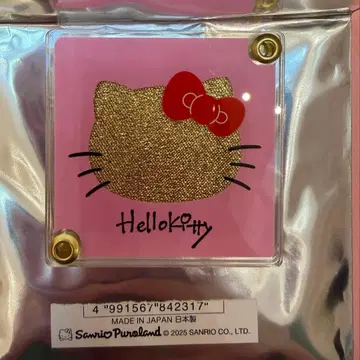 HelloKitty
4 991567 842317
MADE IN JAPAN 日本製
Sanrio Puroland © 2025 SANRIO CO., LTD.